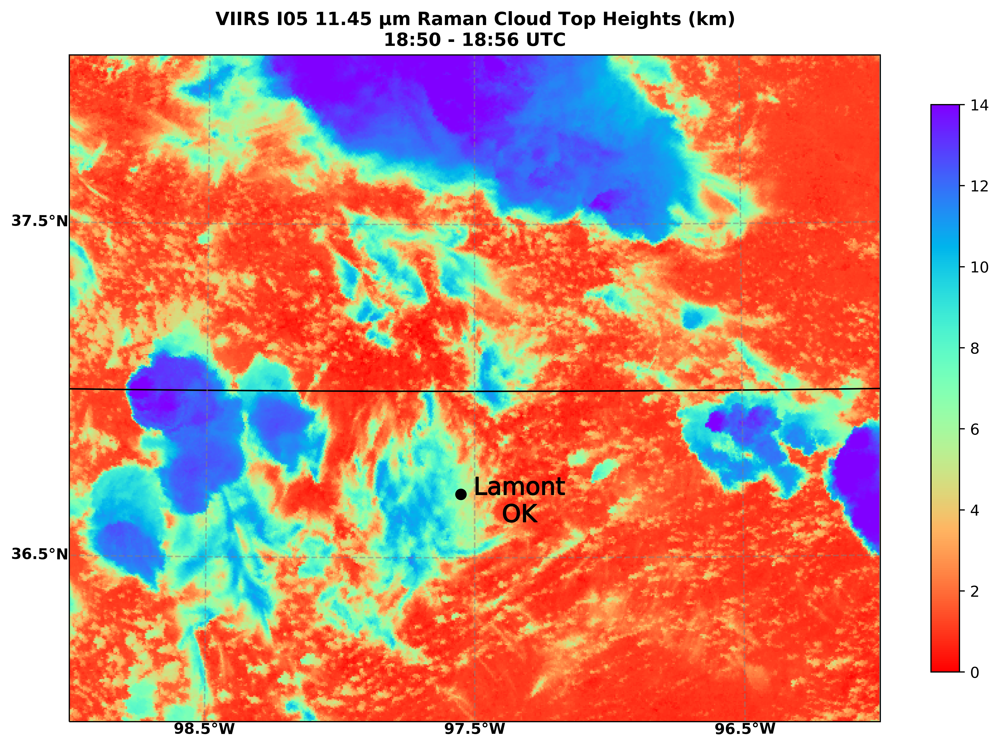 VIIRS I05 11.45 µm Raman Cloud Top Heights (km)
18:50 - 18:56 UTC
14
12
37.5°N
10
8
6
Lamont
OK
4
36.5°N
2
0
98.5°W
97.5°W
96.5°W